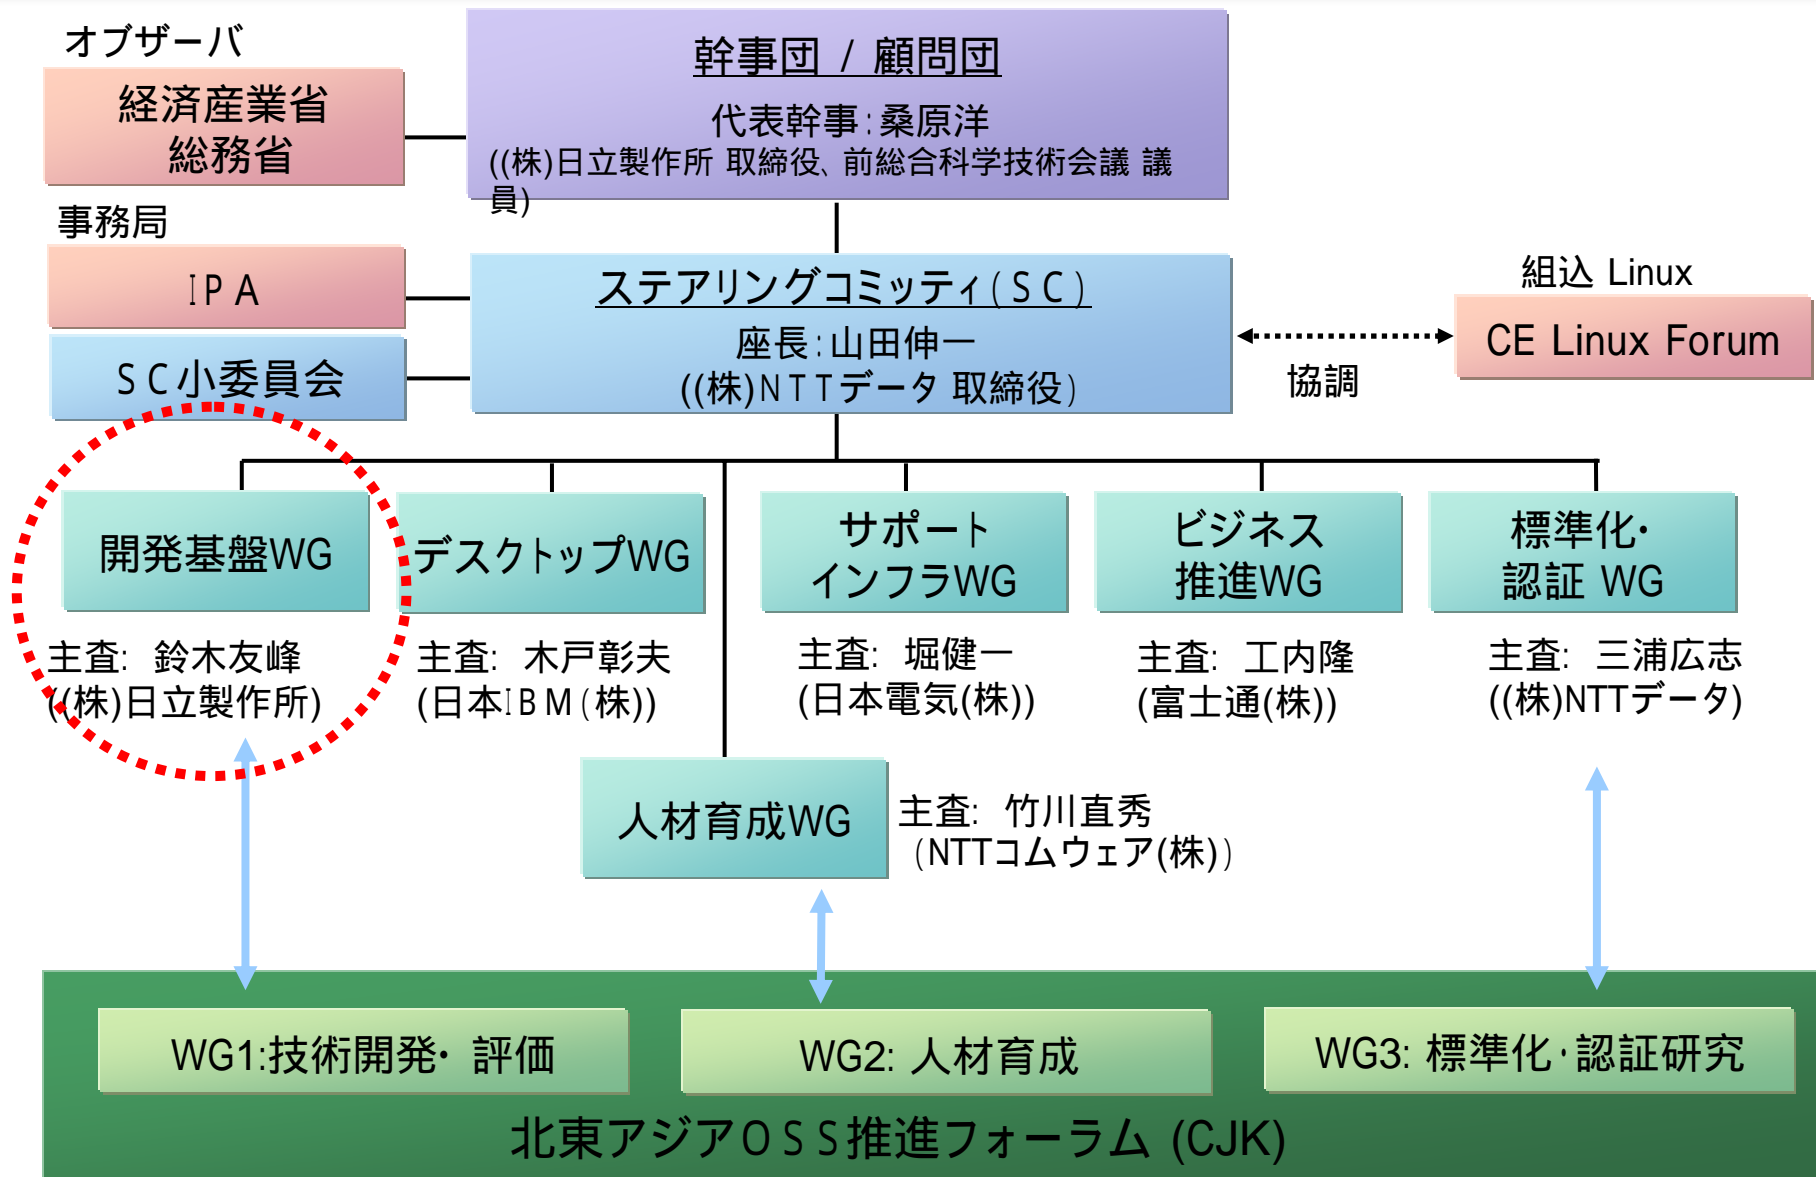 オブザーバ
経済産業省
総務省
幹事団 / 顧問団
代表幹事:桑原洋
((株)日立製作所 取締役、前総合科学技術会議 議
員)
事務局
IPA
SC小委員会
ステアリングコミッティ(SC)
座長:山田伸一
((株)NTTデータ 取締役)
組込 Linux
CE Linux Forum
協調
開発基盤WG
主査: 鈴木友峰
((株)日立製作所)
デスクトップWG
主査: 木戸彰夫
(日本IBM(株))
サポート
インフラWG
主査: 堀健一
(日本電気(株))
ビジネス
推進WG
主査: 工内隆
(富士通(株))
標準化・
認証 WG
主査: 三浦広志
((株)NTTデータ)
人材育成WG
主査: 竹川直秀
(NTTコムウェア(株))
WG1:技術開発・ 評価
WG2: 人材育成
WG3: 標準化・認証研究
北東アジアOSS推進フォーラム (CJK)